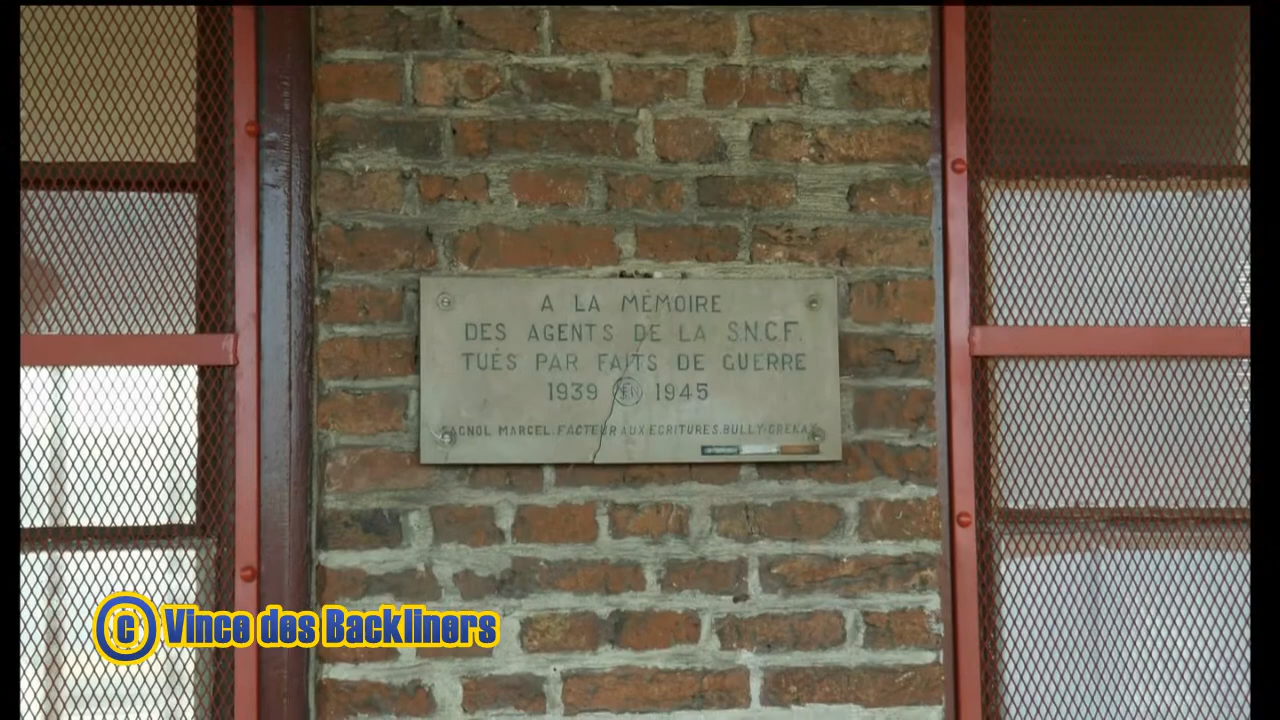 A LA MÉMOIRE
DES AGENTS DE LA S.N.C.F.
TUÉS PAR FAITS DE GUERRE
1939 1945
MARCEL. FACTEUR AUX ECRITURES. BULLY-GRENAY
© Vince des Backliners